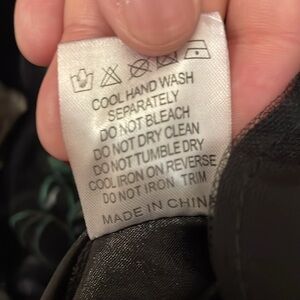 COOL HAND WASH
SEPARATELY
DO NOT BLEACH
DO NOT DRY CLEAN
DO NOT TUMBLE DRY
COOL IRON ON REVERSE
DO NOT IRON TRIM
MADE IN CHINA